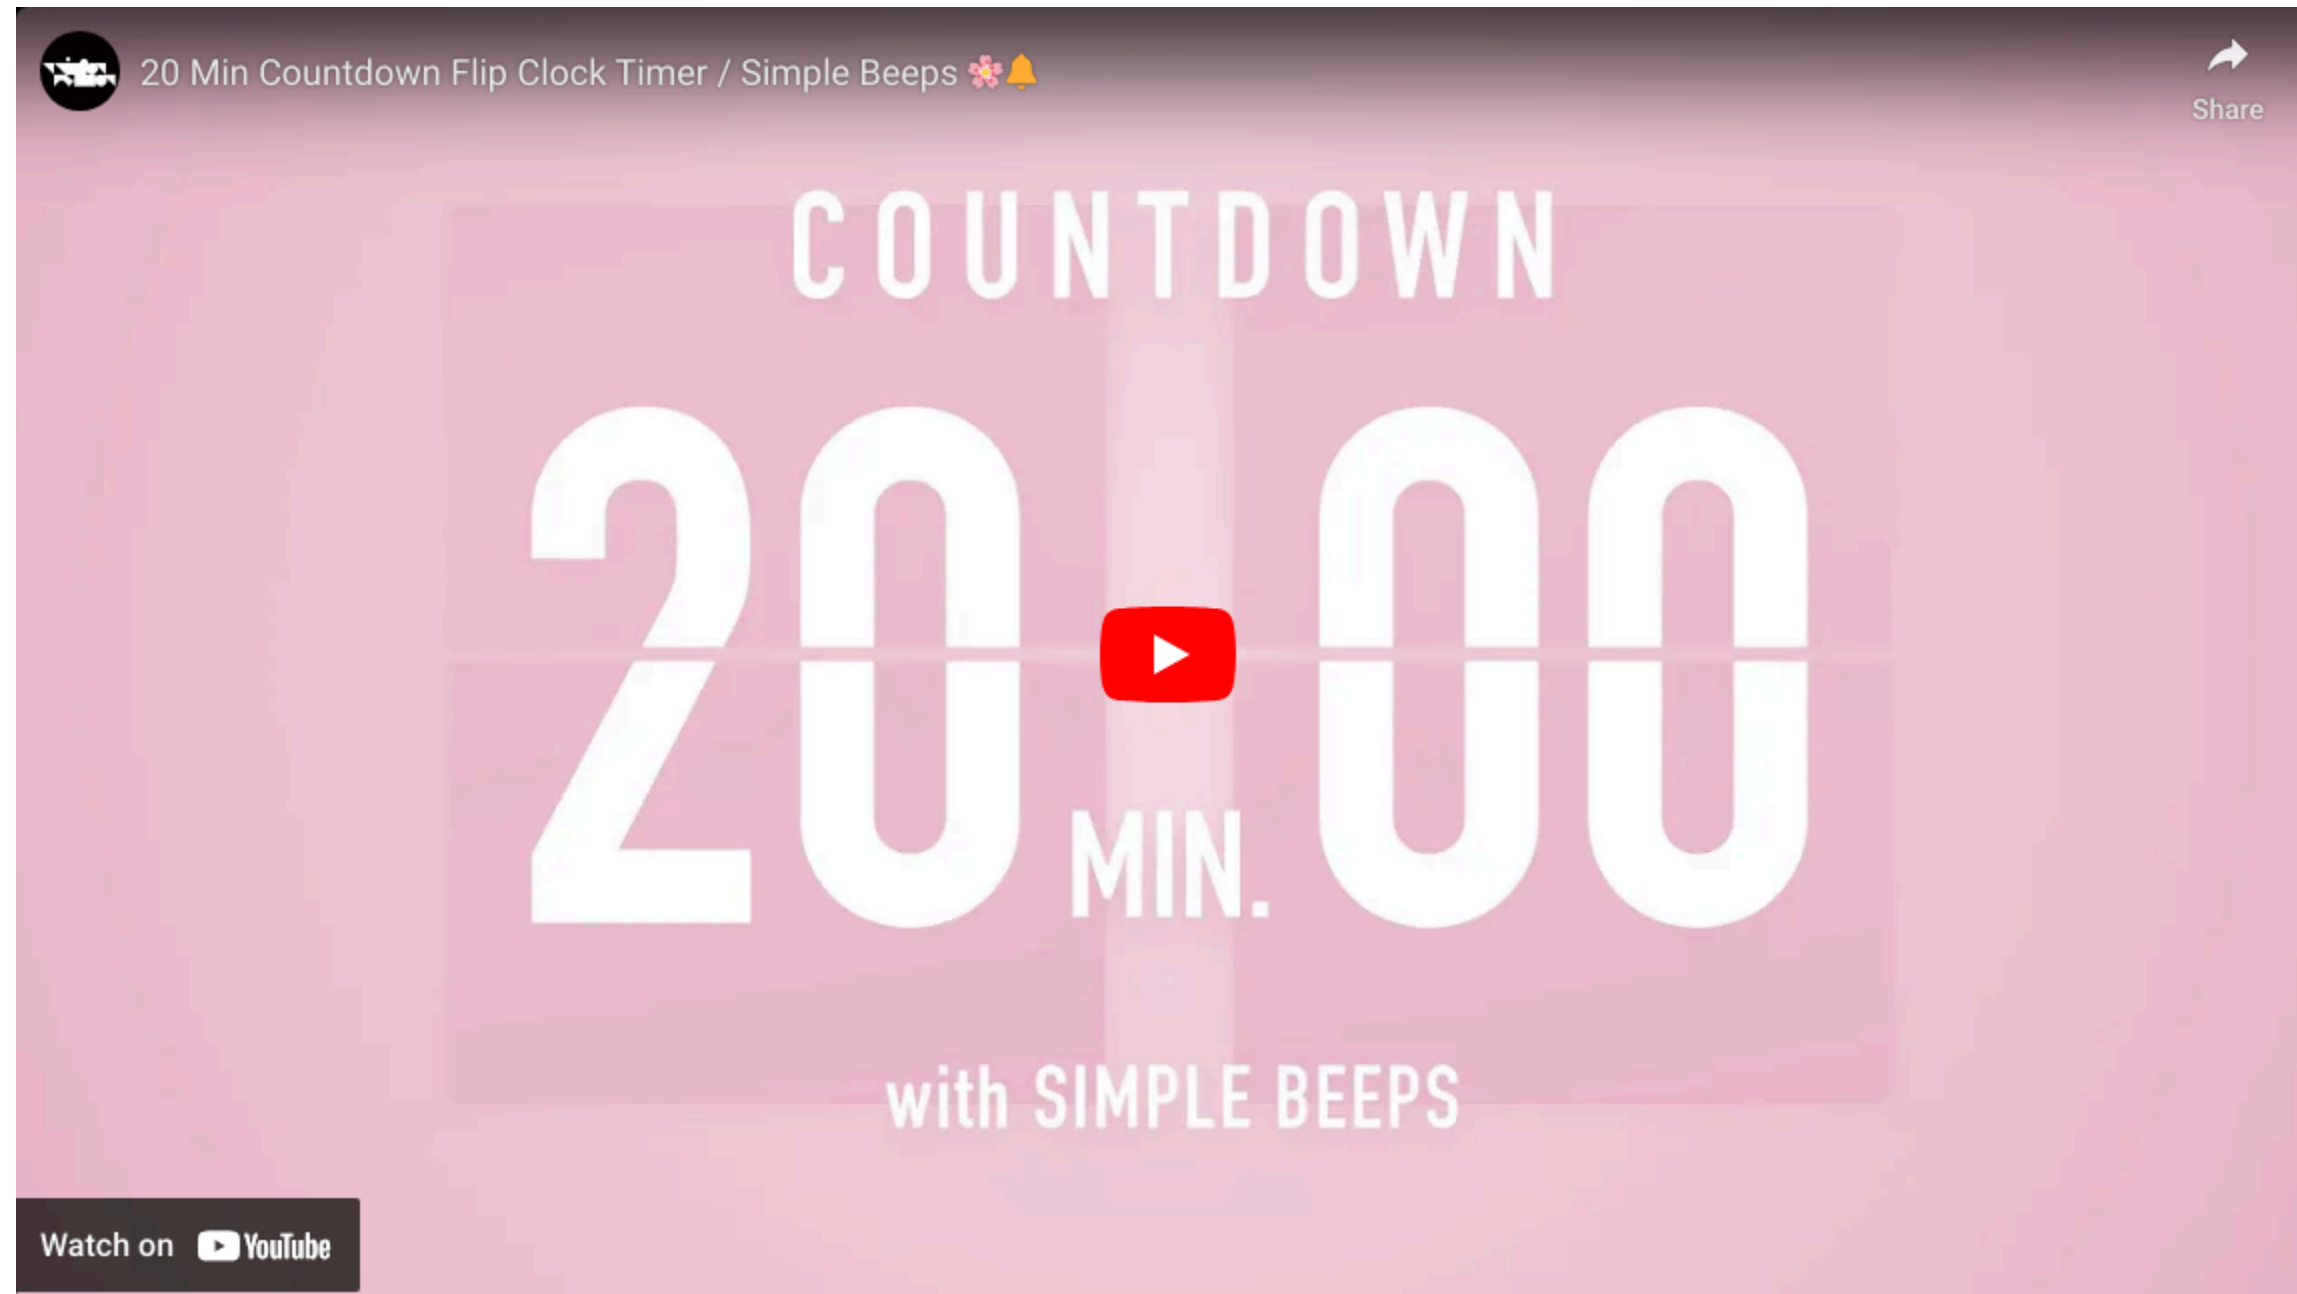 20 Min Countdown Flip Clock Timer / Simple Beeps 🌸🔔
Share
COUNTDOWN
20 MIN. 00
with SIMPLE BEEPS
Watch on YouTube